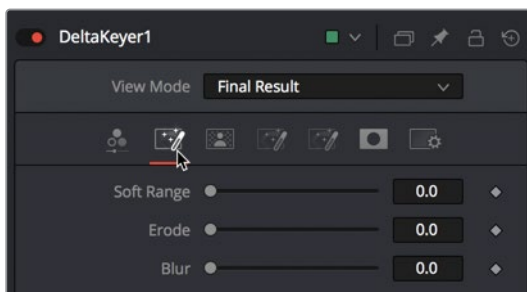 DeltaKeyer1
View Mode Final Result
Soft Range 0.0
Erode 0.0
Blur 0.0